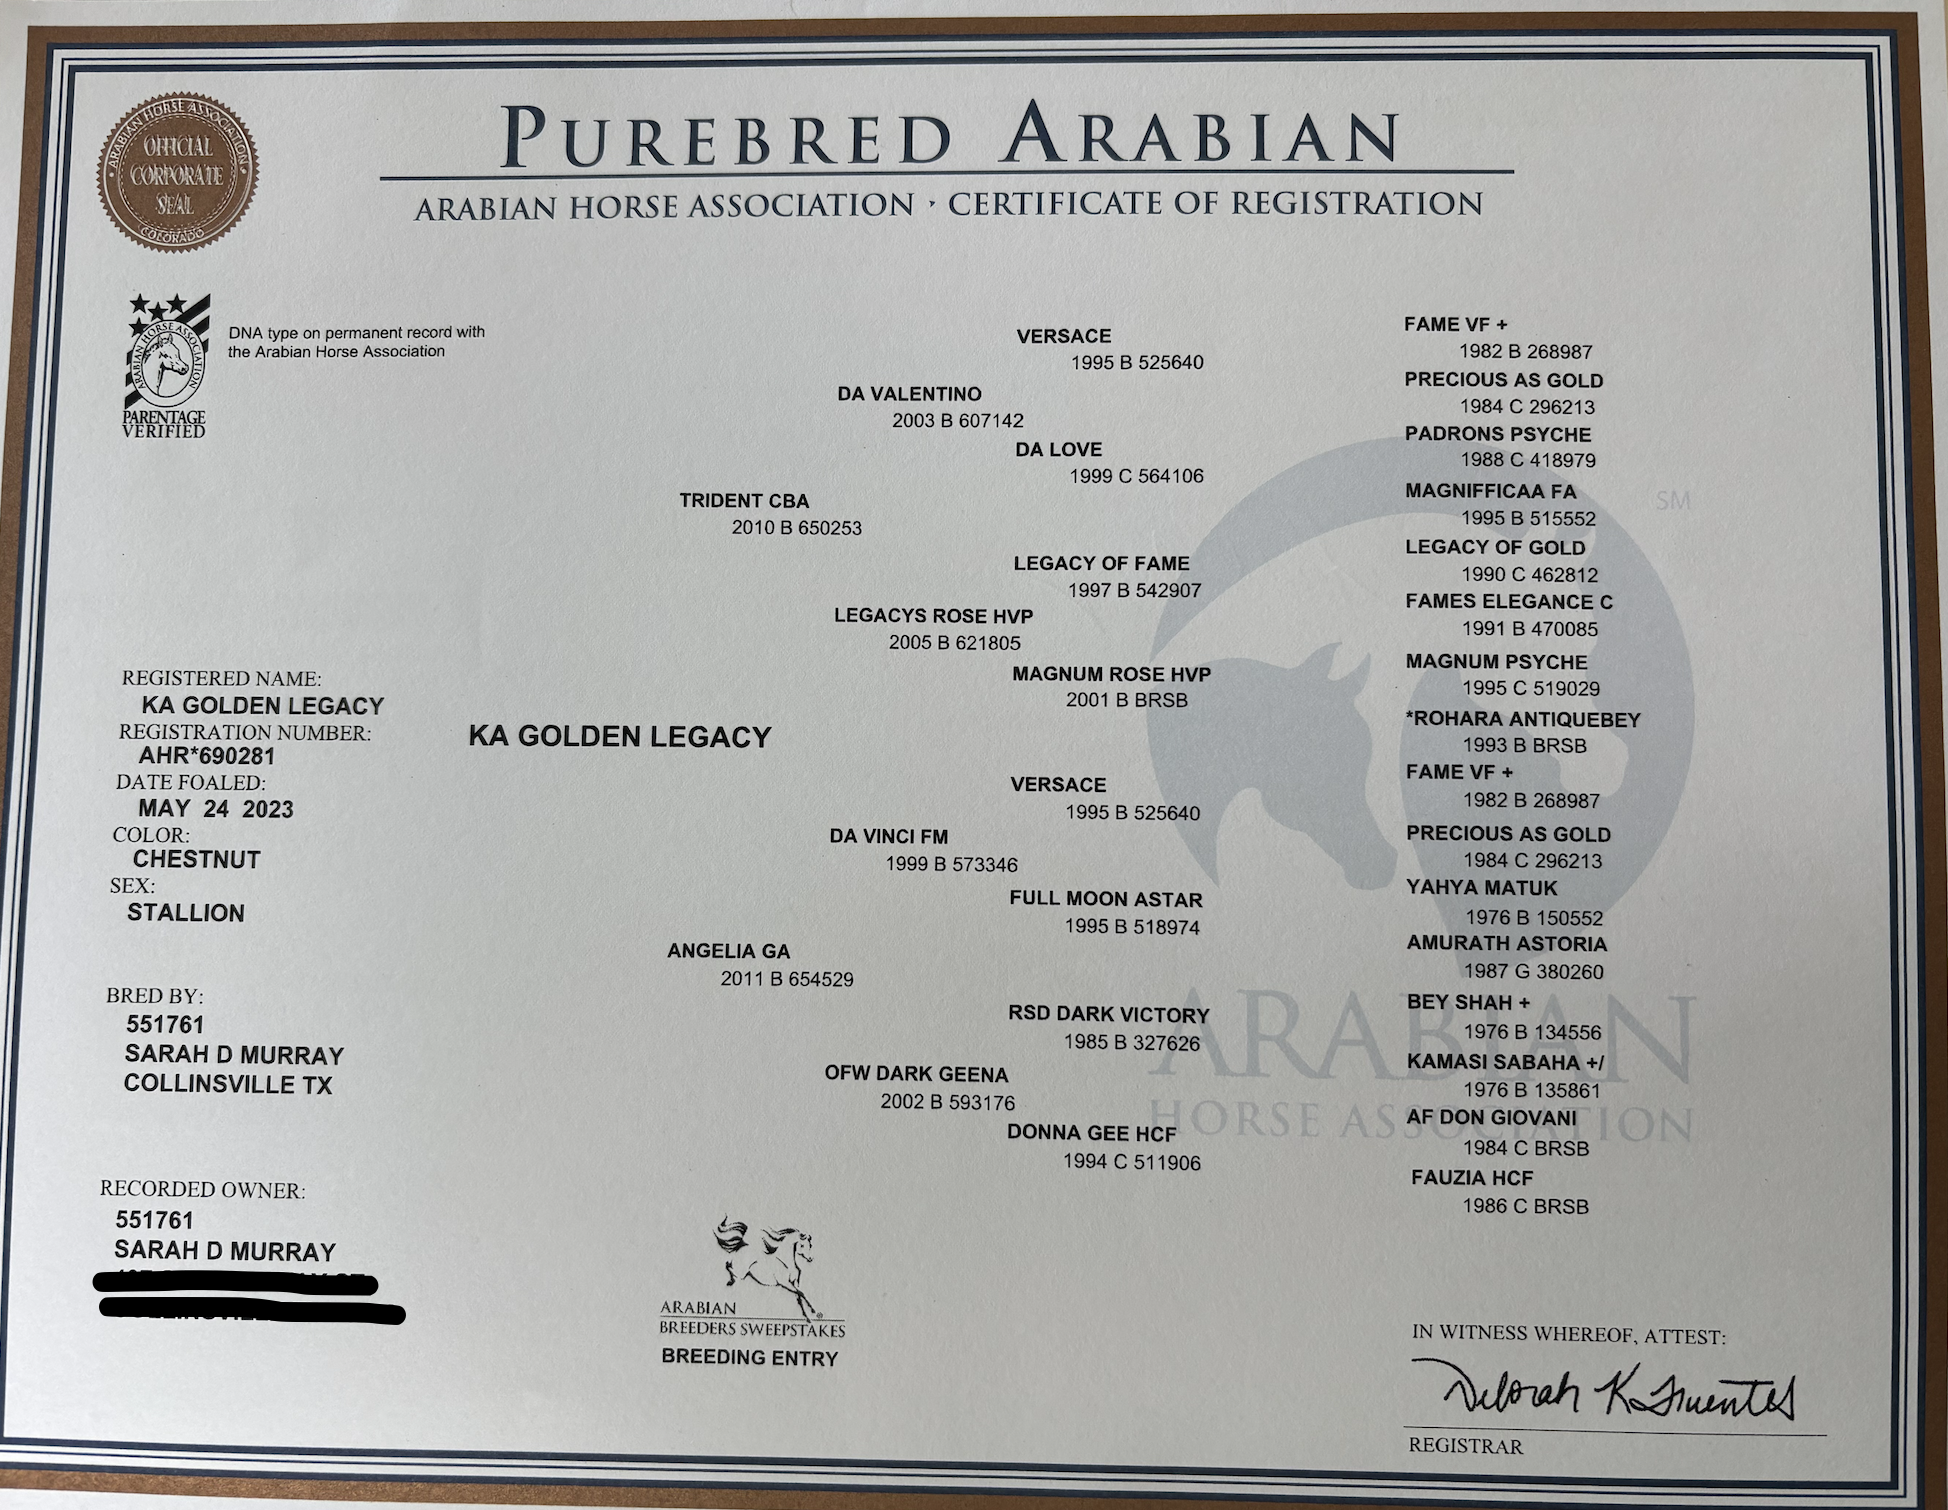 PUREBRED ARABIAN
ARABIAN HORSE ASSOCIATION · CERTIFICATE OF REGISTRATION
ARABIAN HORSE ASSOCIATION
OFFICIAL
CORPORATE
SEAL
COLORADO
ARABIAN HORSE ASSOCIATION
PARENTAGE
VERIFIED
DNA type on permanent record with
the Arabian Horse Association
REGISTERED NAME:
KA GOLDEN LEGACY
REGISTRATION NUMBER:
AHR*690281
DATE FOALED:
MAY 24 2023
COLOR:
CHESTNUT
SEX:
STALLION
BRED BY:
551761
SARAH D MURRAY
COLLINSVILLE TX
RECORDED OWNER:
551761
SARAH D MURRAY
KA GOLDEN LEGACY
TRIDENT CBA
2010 B 650253
ANGELIA GA
2011 B 654529
DA VALENTINO
2003 B 607142
LEGACYS ROSE HVP
2005 B 621805
DA VINCI FM
1999 B 573346
OFW DARK GEENA
2002 B 593176
VERSACE
1995 B 525640
DA LOVE
1999 C 564106
LEGACY OF FAME
1997 B 542907
MAGNUM ROSE HVP
2001 B BRSB
VERSACE
1995 B 525640
FULL MOON ASTAR
1995 B 518974
RSD DARK VICTORY
1985 B 327626
DONNA GEE HCF
1994 C 511906
FAME VF +
1982 B 268987
PRECIOUS AS GOLD
1984 C 296213
PADRONS PSYCHE
1988 C 418979
MAGNIFFICAA FA
1995 B 515552
LEGACY OF GOLD
1990 C 462812
FAMES ELEGANCE C
1991 B 470085
MAGNUM PSYCHE
1995 C 519029
*ROHARA ANTIQUEBEY
1993 B BRSB
FAME VF +
1982 B 268987
PRECIOUS AS GOLD
1984 C 296213
YAHYA MATUK
1976 B 150552
AMURATH ASTORIA
1987 G 380260
BEY SHAH +
1976 B 134556
KAMASI SABAHA +/
1976 B 135861
AF DON GIOVANI
1984 C BRSB
FAUZIA HCF
1986 C BRSB
SM
ARABIAN
HORSE ASSOCIATION
ARABIAN
BREEDERS SWEEPSTAKES
®
BREEDING ENTRY
IN WITNESS WHEREOF, ATTEST:
Deborah K Fuentes
REGISTRAR